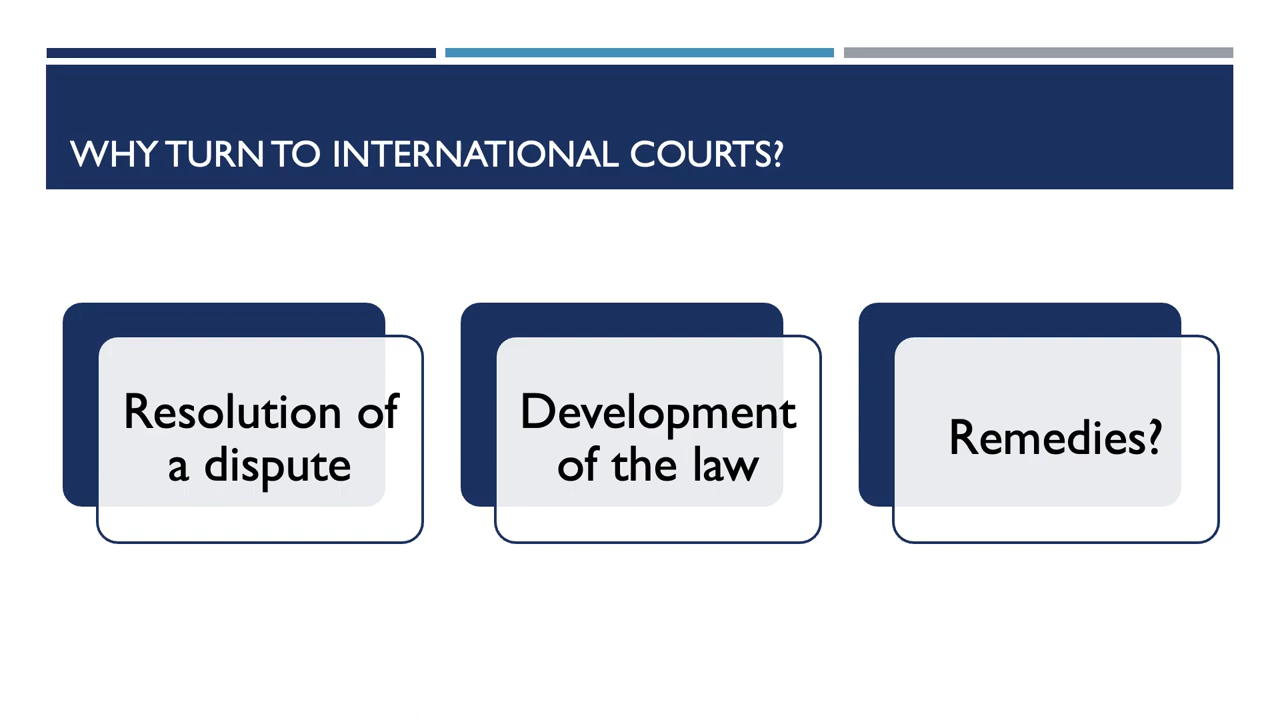 WHY TURN TO INTERNATIONAL COURTS?
Resolution of
a dispute
Development
of the law
Remedies?